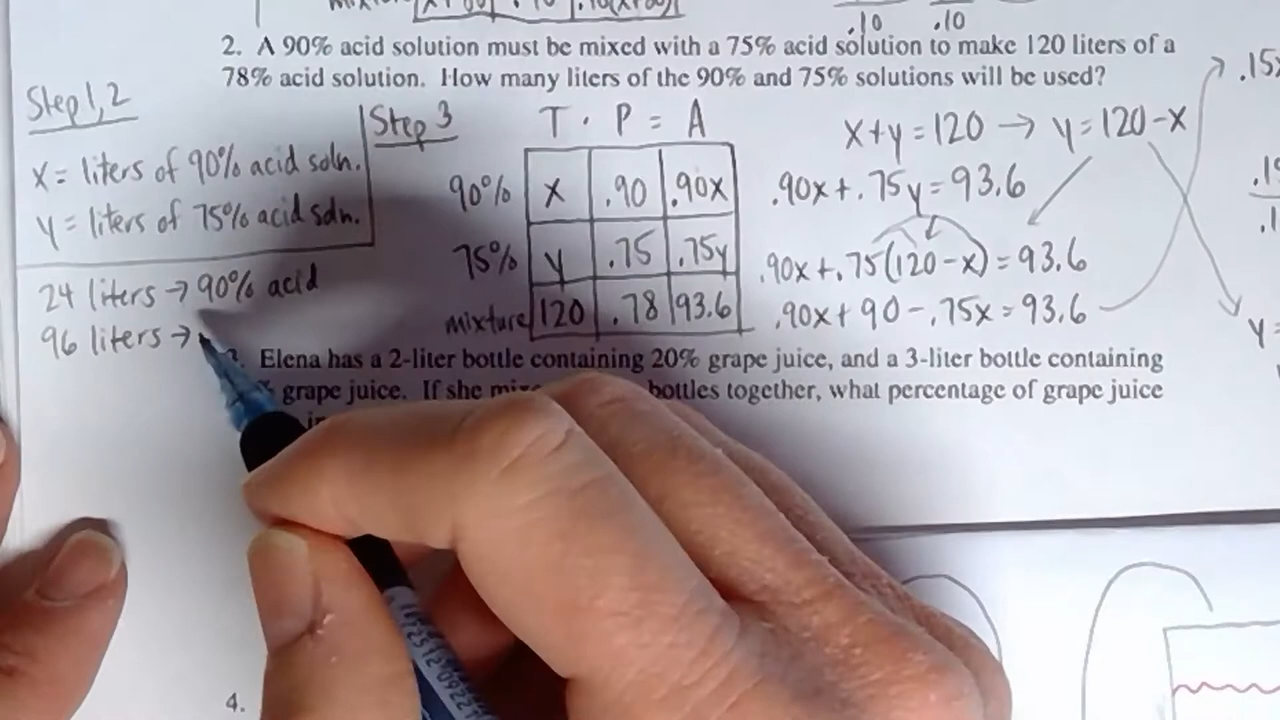 .10 .10
2. A 90% acid solution must be mixed with a 75% acid solution to make 120 liters of a
78% acid solution. How many liters of the 90% and 75% solutions will be used?
Step 1,2
x = liters of 90% acid soln.
y = liters of 75% acid soln.
24 liters → 90% acid
96 liters →
Step 3
T · P = A
90% x .90 .90x
75% y .75 .75y
mixture 120 .78 93.6
x+y=120 → y=120-x
.90x+.75y=93.6
.90x+.75(120-x)=93.6
.90x+90-.75x=93.6
.15x
y=
Elena has a 2-liter bottle containing 20% grape juice, and a 3-liter bottle containing
% grape juice. If she bottles together, what percentage of grape juice
4.